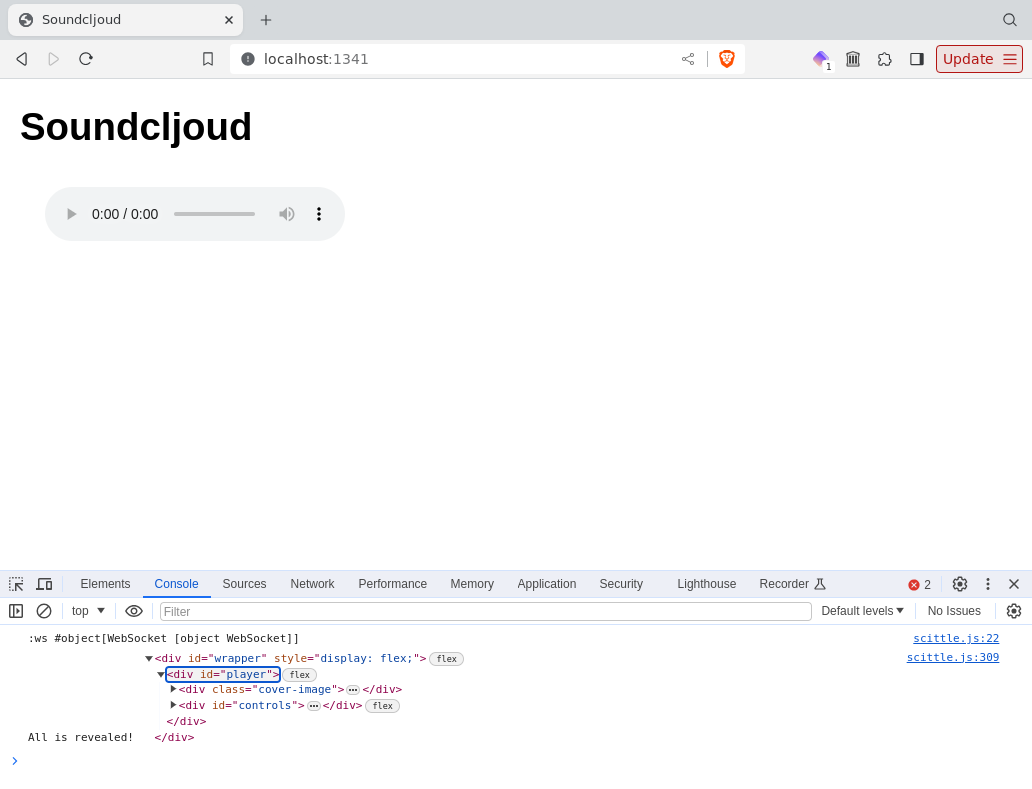 Soundcljoud
localhost:1341
1
Update
Soundcljoud
0:00 / 0:00
Elements Console Sources Network Performance Memory Application Security Lighthouse Recorder 2
top Filter Default levels No Issues
:ws #object[WebSocket [object WebSocket]] scittle.js:22
<div id="wrapper" style="display: flex;"> flex scittle.js:309
<div id="player"> flex
<div class="cover-image"> … </div>
<div id="controls"> … </div> flex
</div>
All is revealed! </div>